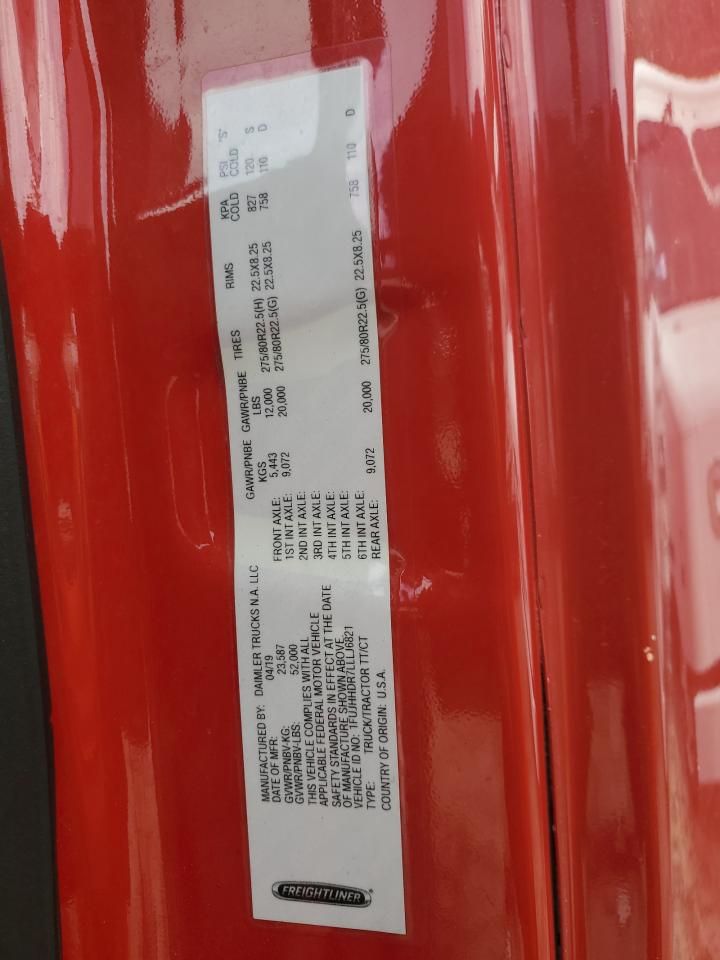 FREIGHTLINER
MANUFACTURED BY: DAIMLER TRUCKS N.A. LLC
DATE OF MFR: 04/19
GVWR/PNBV-KG: 23,587
GVWR/PNBV-LBS: 52,000
THIS VEHICLE COMPLIES WITH ALL
APPLICABLE FEDERAL MOTOR VEHICLE
SAFETY STANDARDS IN EFFECT AT THE DATE
OF MANUFACTURE SHOWN ABOVE.
VEHICLE ID NO: 1FUJHHDR7LLLJ6821
TYPE: TRUCK/TRACTOR TT/CT
COUNTRY OF ORIGIN: U.S.A.
GAWR/PNBE GAWR/PNBE TIRES RIMS KPA PSI "S"
KGS LBS COLD COLD
FRONT AXLE: 5,443 12,000 275/80R22.5(H) 22.5X8.25 827 120 S
1ST INT AXLE: 9,072 20,000 275/80R22.5(G) 22.5X8.25 758 110 D
2ND INT AXLE:
3RD INT AXLE:
4TH INT AXLE:
5TH INT AXLE:
6TH INT AXLE:
REAR AXLE: 9,072 20,000 275/80R22.5(G) 22.5X8.25 758 110 D